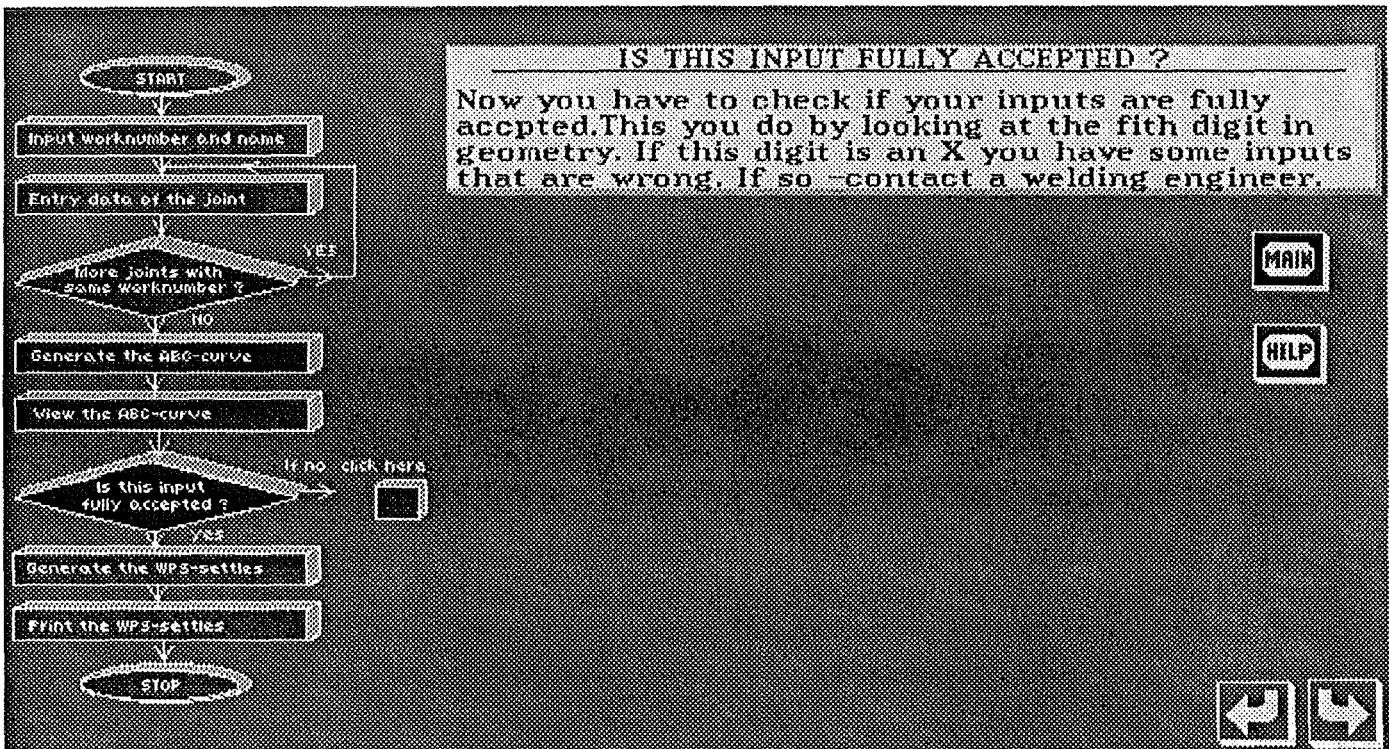 START
Input worknumber and name
Entry data of the joint
YES
More joints with
same worknumber ?
NO
Generate the ABC-curve
View the ABC-curve
If no click here
Is this input
fully accepted ?
yes
Generate the WPS-settles
Print the WPS-settles
STOP
IS THIS INPUT FULLY ACCEPTED ?
Now you have to check if your inputs are fully
accpted.This you do by looking at the fith digit in
geometry. If this digit is an X you have some inputs
that are wrong. If so -contact a welding engineer.
MAIN
HELP